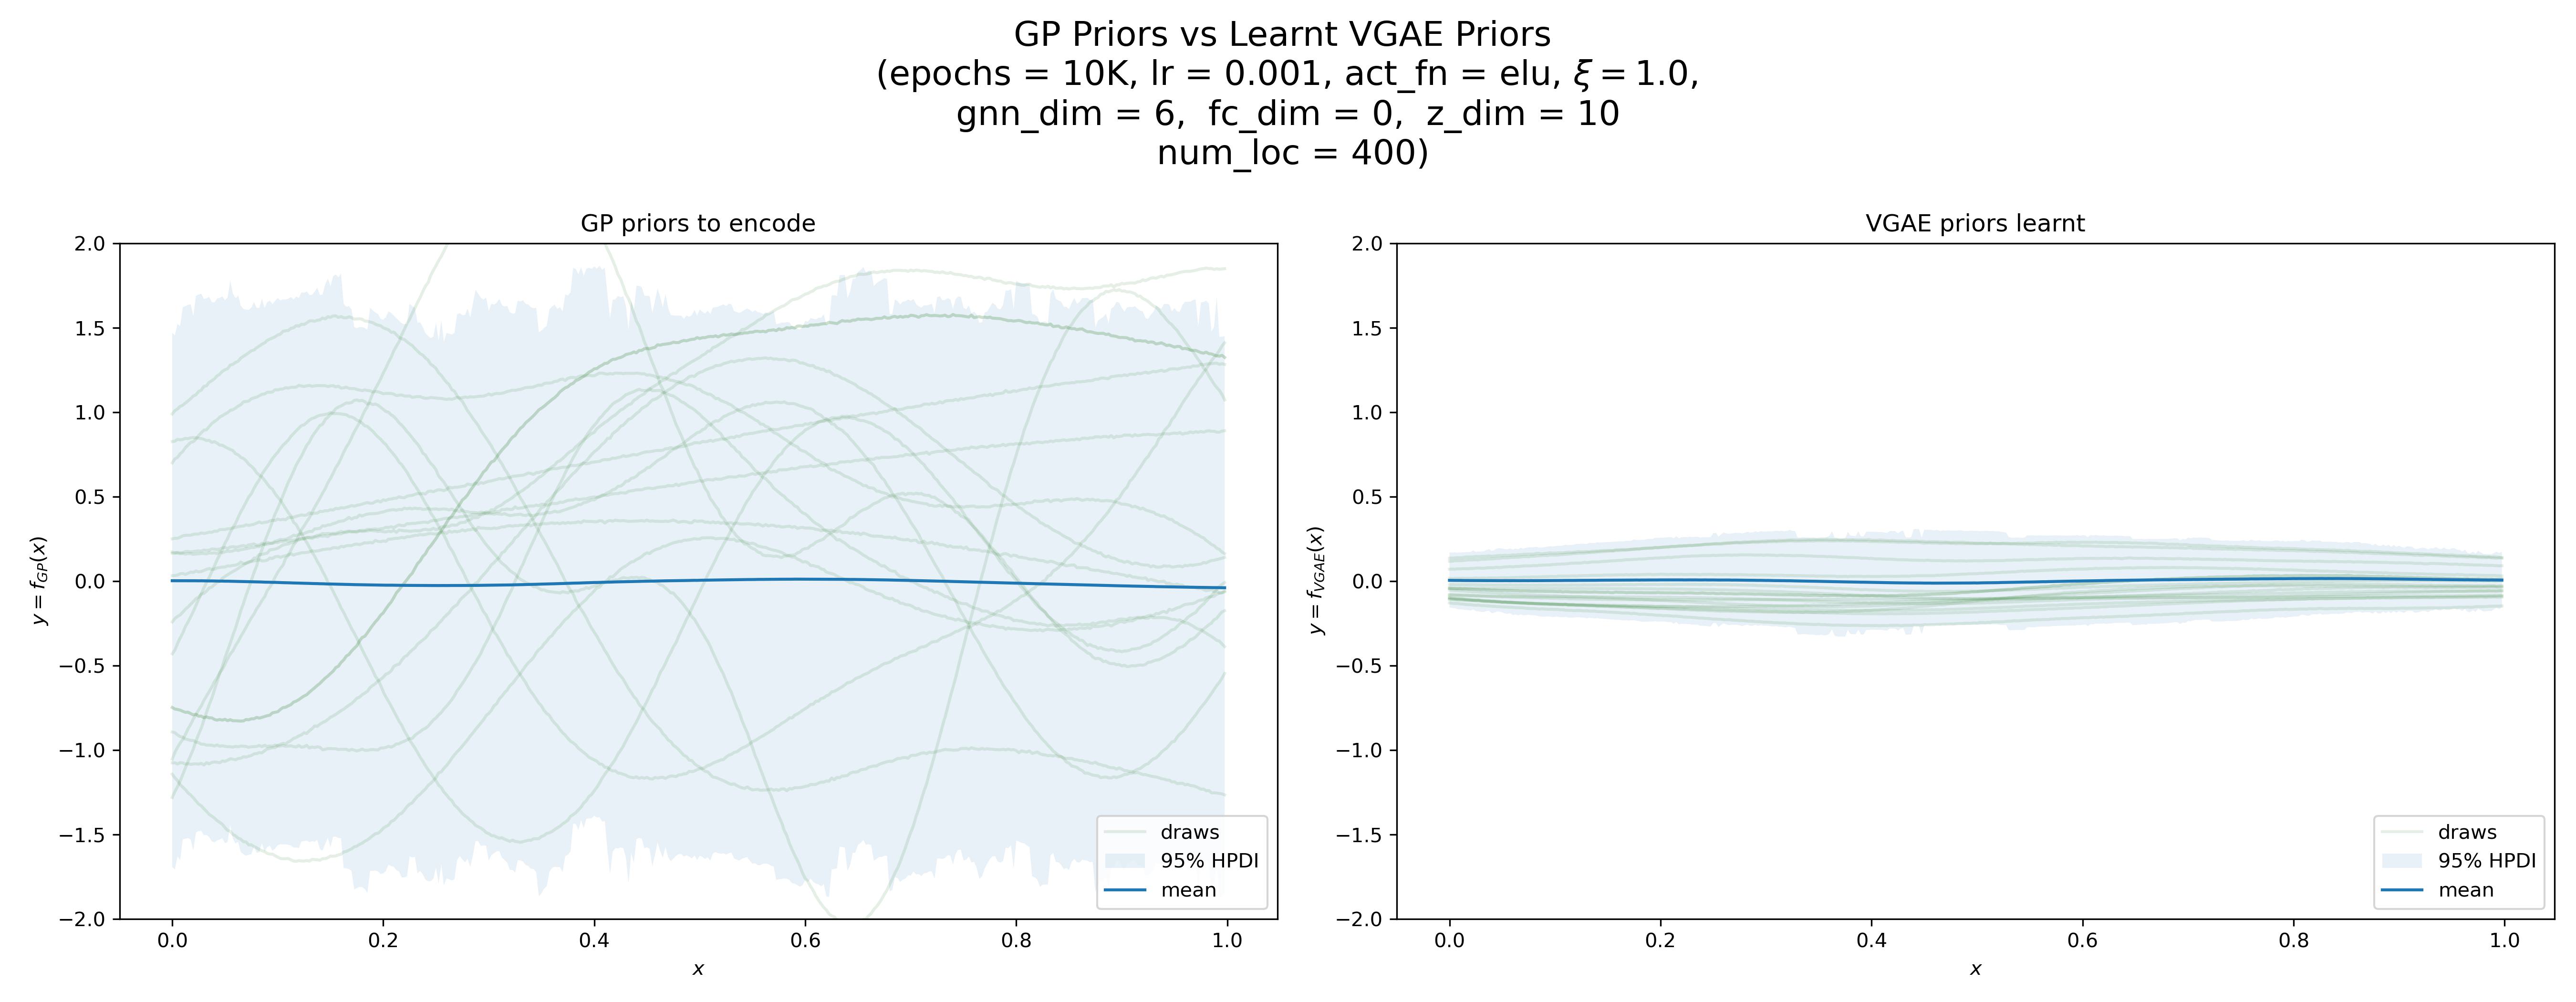 GP Priors vs Learnt VGAE Priors
(epochs = 10K, lr = 0.001, act_fn = elu, ξ = 1.0,
gnn_dim = 6,  fc_dim = 0,  z_dim = 10
num_loc = 400)
GP priors to encode
2.0
1.5
1.0
0.5
0.0
−0.5
−1.0
−1.5
−2.0
y = f_{GP}(x)
draws
95% HPDI
mean
0.0 0.2 0.4 0.6 0.8 1.0
x
VGAE priors learnt
2.0
1.5
1.0
0.5
0.0
−0.5
−1.0
−1.5
−2.0
y = f_{VGAE}(x)
draws
95% HPDI
mean
0.0 0.2 0.4 0.6 0.8 1.0
x